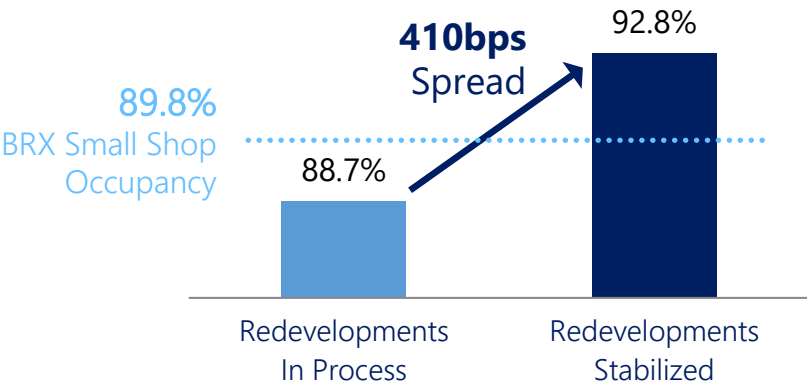 410bps
Spread
92.8%
89.8%
BRX Small Shop
Occupancy
88.7%
Redevelopments
In Process
Redevelopments
Stabilized